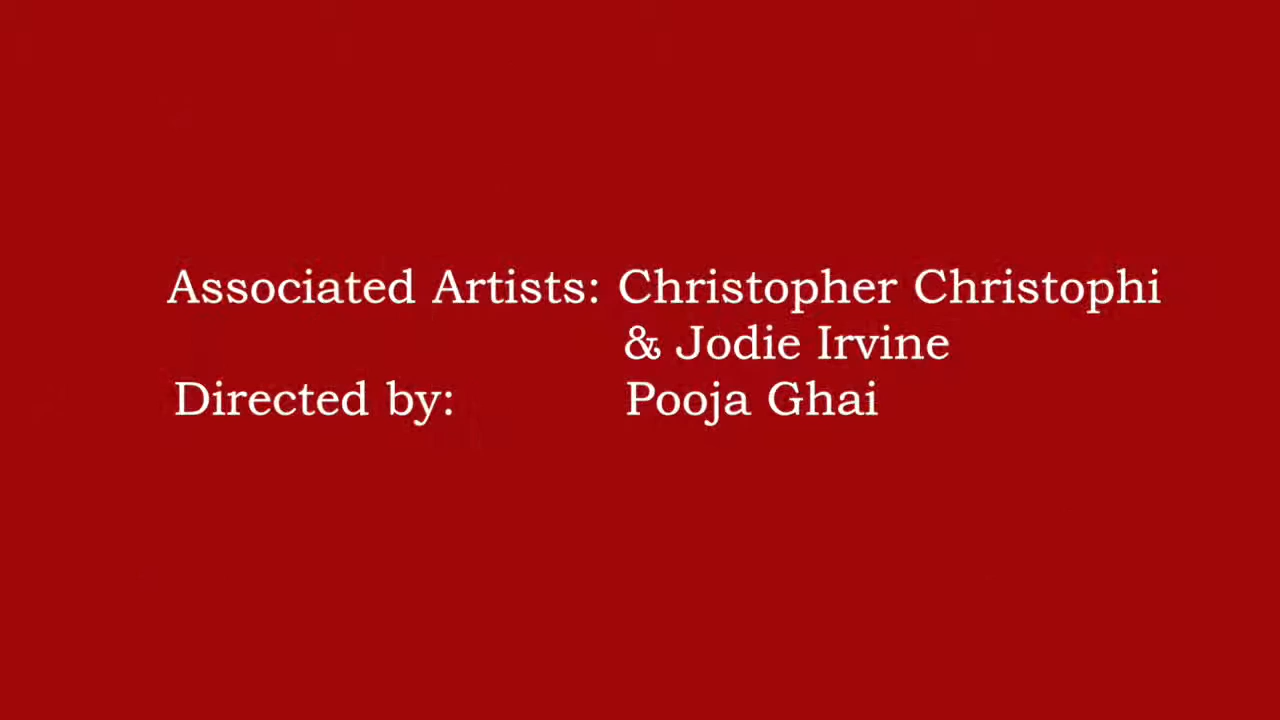 Associated Artists: Christopher Christophi
& Jodie Irvine
Directed by: Pooja Ghai